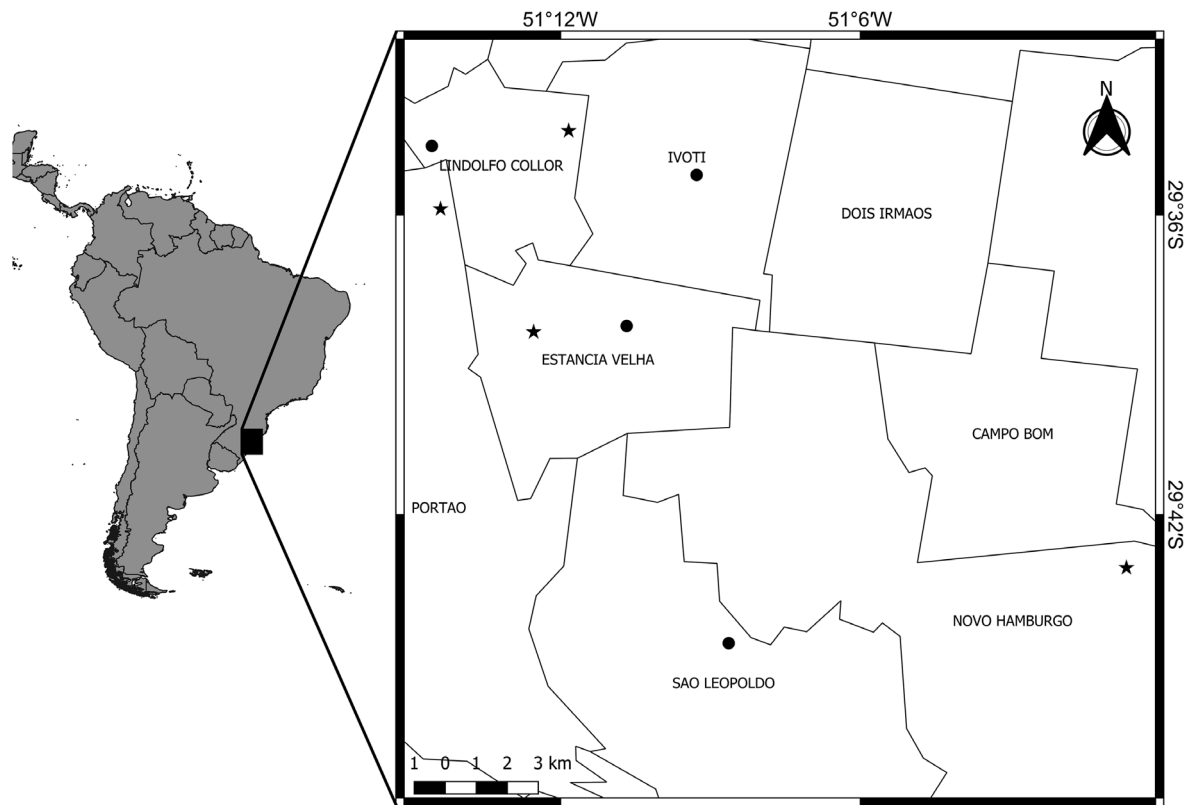 51°12′W 51°6′W
N
LINDOLFO COLLOR
IVOTI
DOIS IRMAOS
29°36′S
ESTANCIA VELHA
CAMPO BOM
PORTAO
29°42′S
NOVO HAMBURGO
SAO LEOPOLDO
1 0 1 2 3 km